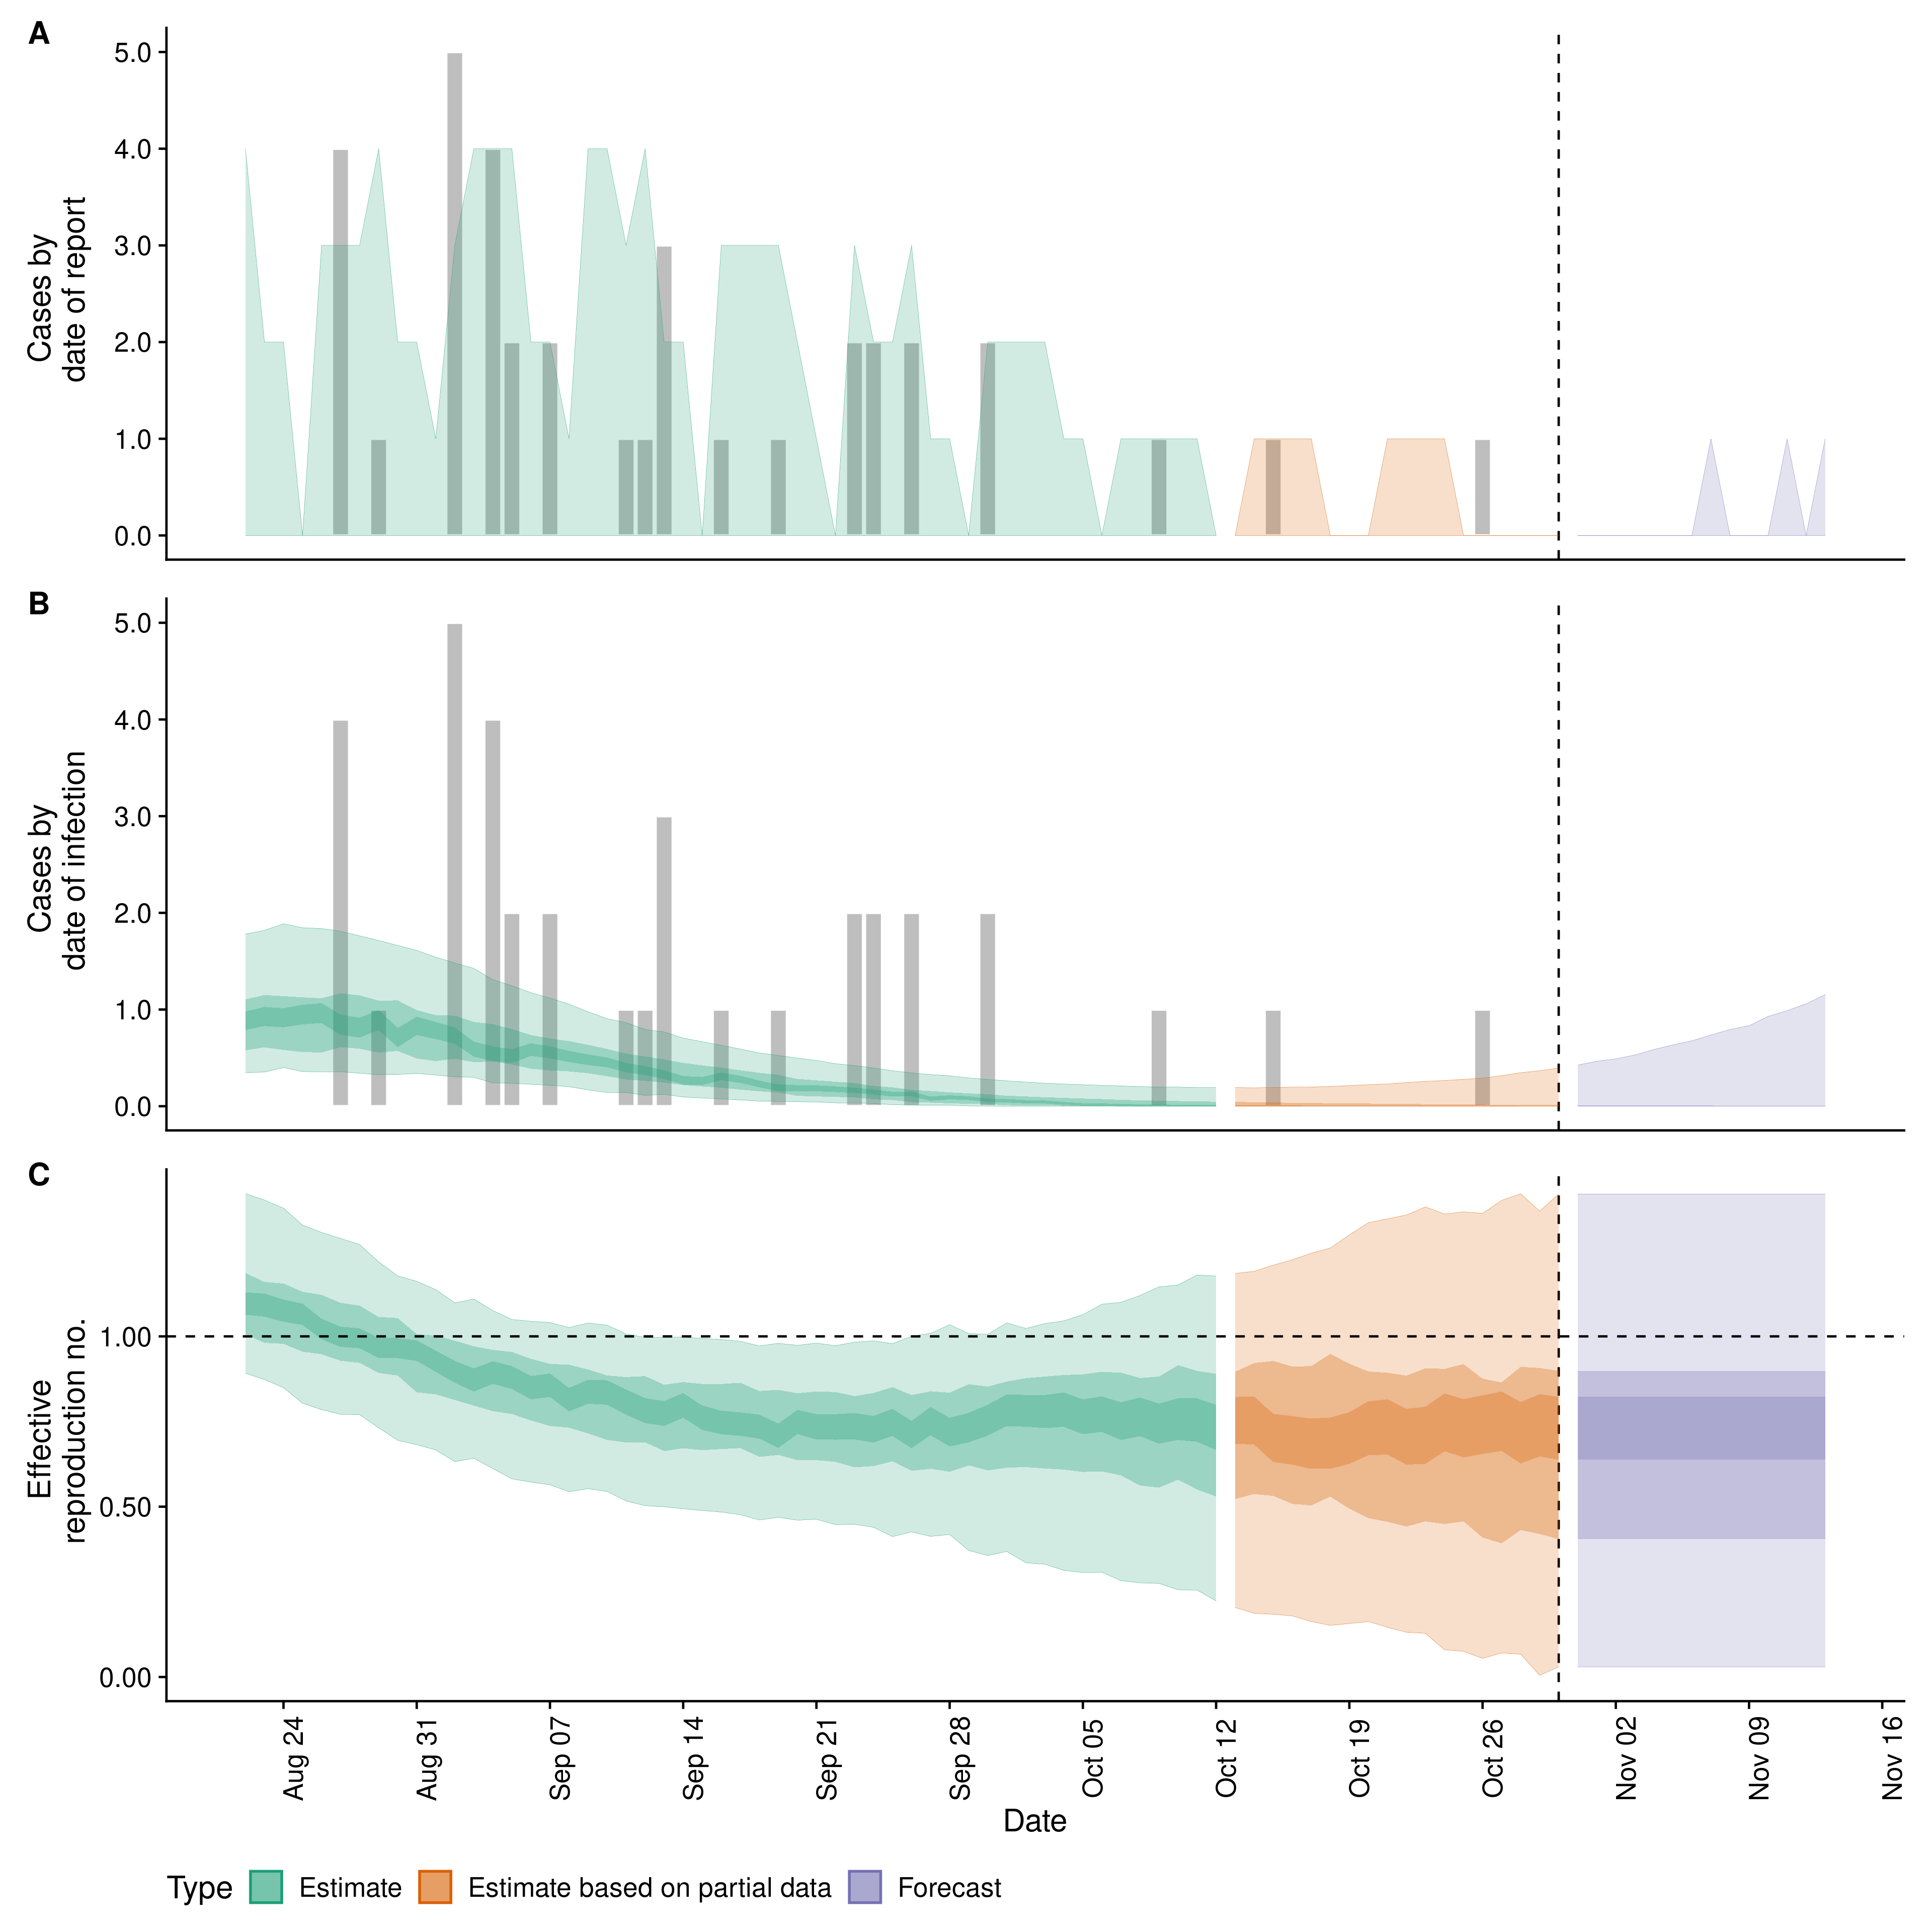 A
5.0
4.0
3.0
2.0
1.0
0.0
Cases by
date of report
B
5.0
4.0
3.0
2.0
1.0
0.0
Cases by
date of infection
C
1.00
0.50
0.00
Effective
reproduction no.
Aug 24
Aug 31
Sep 07
Sep 14
Sep 21
Sep 28
Oct 05
Oct 12
Oct 19
Oct 26
Nov 02
Nov 09
Nov 16
Date
Type Estimate Estimate based on partial data Forecast